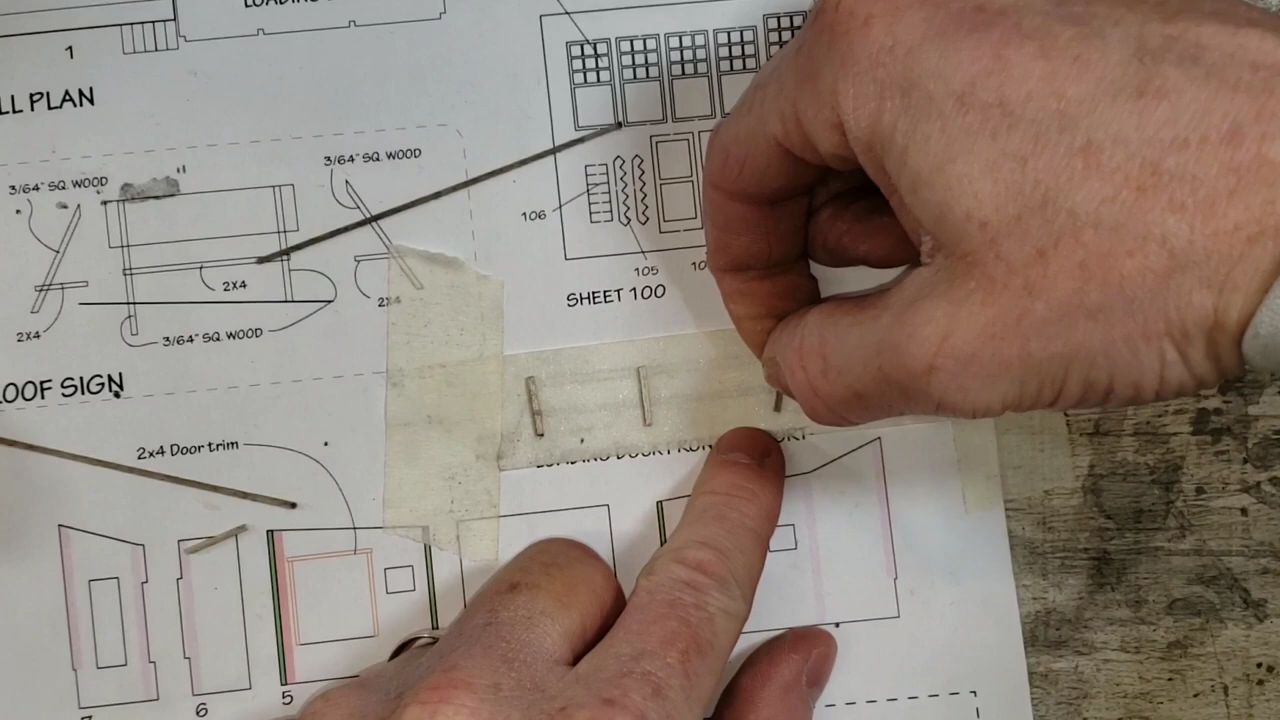 1
LL PLAN
3/64" SQ. WOOD
3/64" SQ. WOOD
"
2X4
2X4
2X4
3/64" SQ. WOOD
OOF SIGN
106
105
SHEET 100
2x4 Door trim
6
5